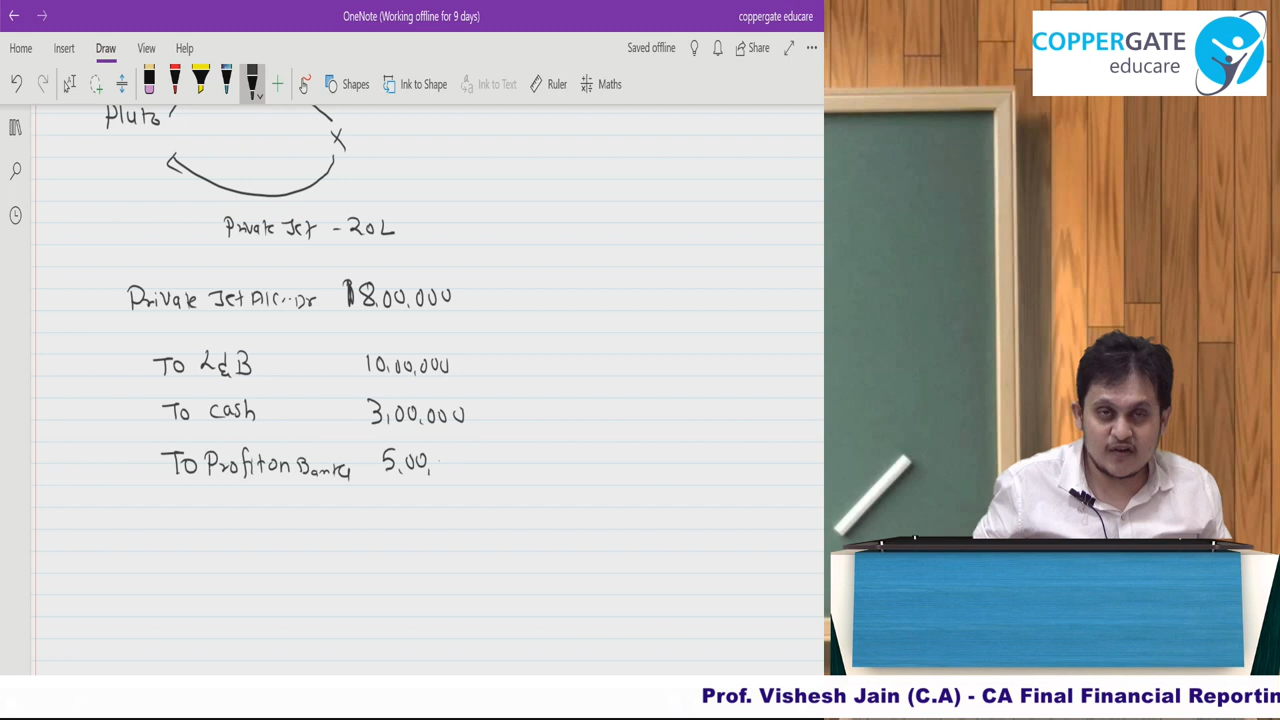 OneNote (Working offline for 9 days)
coppergate educare
Home Insert Draw View Help
Saved offline
Share
Shapes
Ink to Shape
Ink to Text
Ruler
Maths
COPPERGATE
educare
Pluto
X
Private Jet - 20L
Private Jet A/c..Dr 18,00,000
To L&B 10,00,000
To cash 3,00,000
To Profit on 5,00,
Prof. Vishesh Jain (C.A) - CA Final Financial Reportin